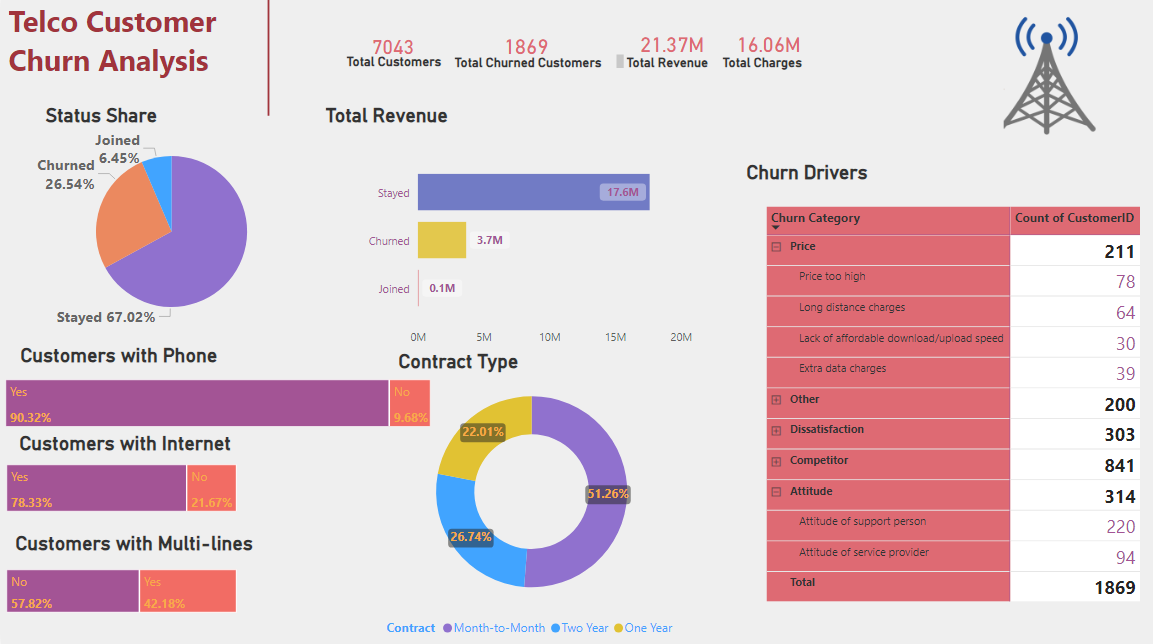 Telco Customer
Churn Analysis
7043
Total Customers
1869
Total Churned Customers
21.37M
Total Revenue
16.06M
Total Charges
Status Share
Joined
6.45%
Churned
26.54%
Stayed 67.02%
Total Revenue
Stayed
17.6M
Churned
3.7M
Joined
0.1M
0M 5M 10M 15M 20M
Customers with Phone
Yes
90.32%
No
9.68%
Customers with Internet
Yes
78.33%
No
21.67%
Customers with Multi-lines
No
57.82%
Yes
42.18%
Contract Type
22.01%
51.26%
26.74%
Contract Month-to-Month Two Year One Year
Churn Drivers
Churn Category Count of CustomerID
Price 211
Price too high 78
Long distance charges 64
Lack of affordable download/upload speed 30
Extra data charges 39
Other 200
Dissatisfaction 303
Competitor 841
Attitude 314
Attitude of support person 220
Attitude of service provider 94
Total 1869